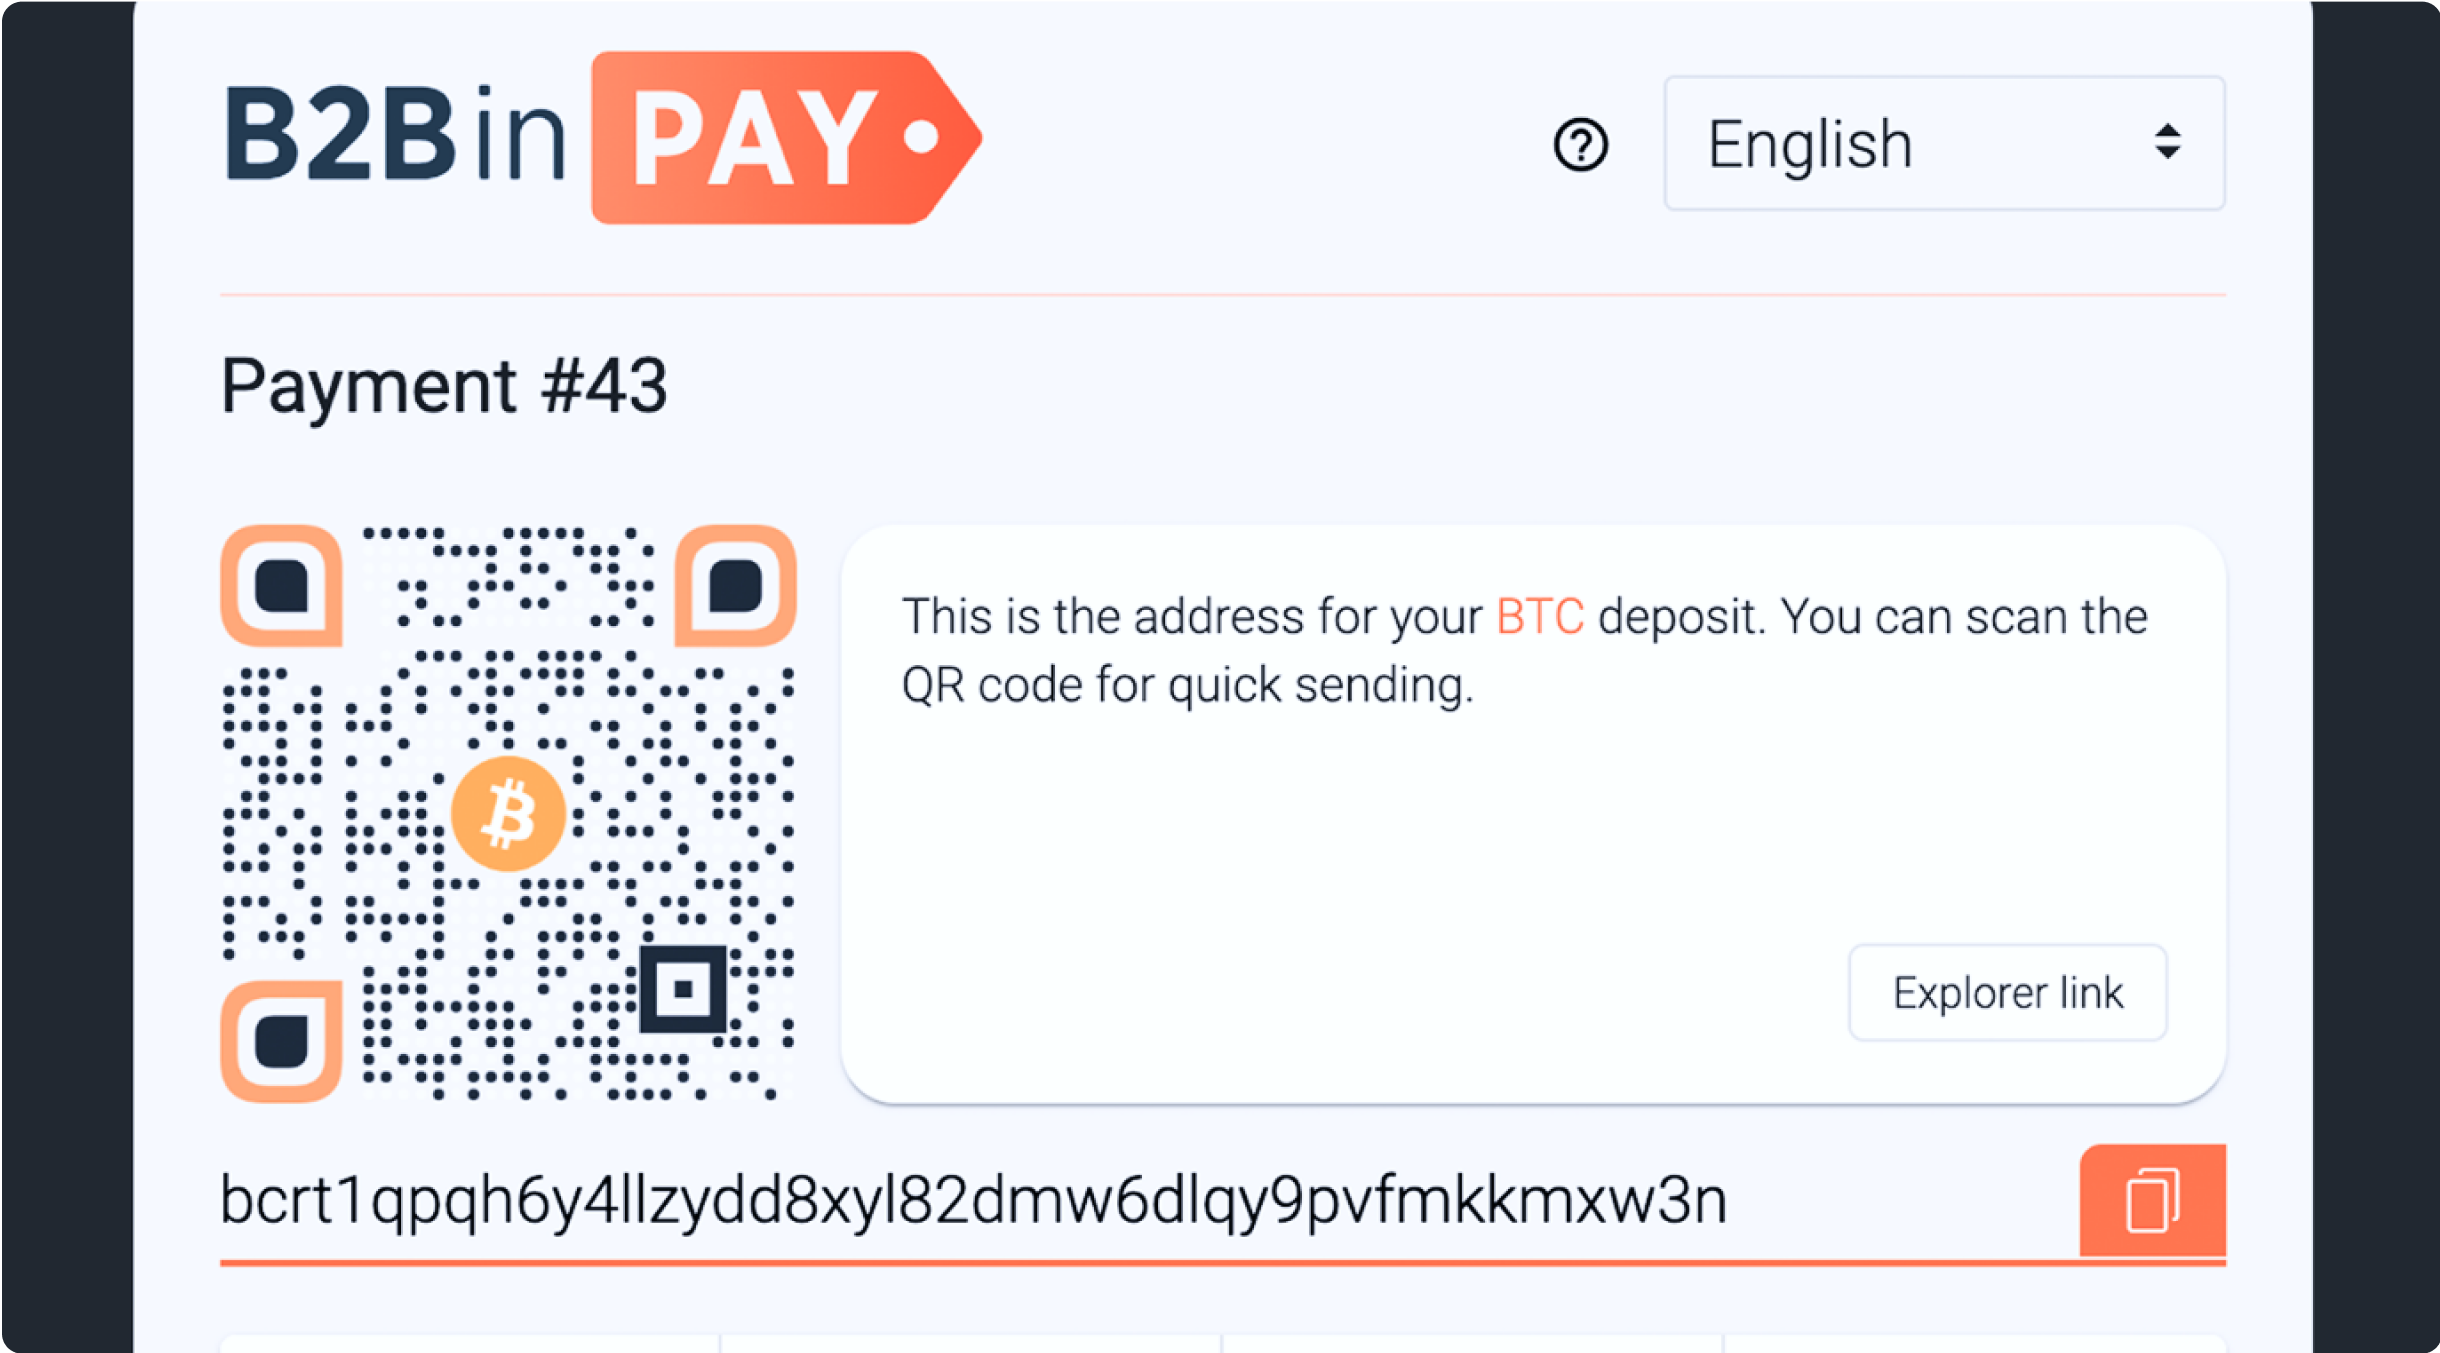 B2Bin PAY
English
Payment #43
This is the address for your BTC deposit. You can scan the
QR code for quick sending.
Explorer link
bcrt1qpqh6y4llzydd8xyl82dmw6dlqy9pvfmkkmxw3n